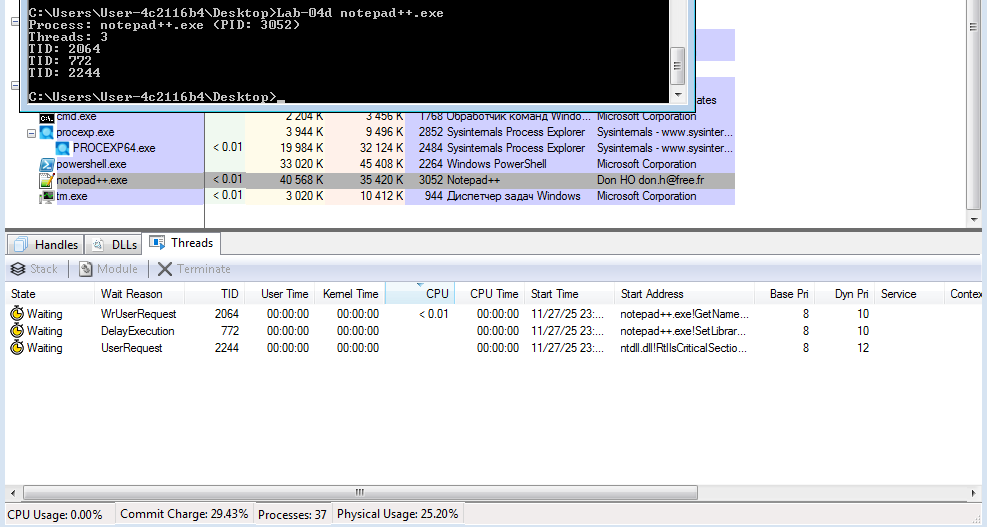 C:\Users\User-4c2116b4\Desktop>Lab-04d notepad++.exe
Process: notepad++.exe (PID: 3052)
Threads: 3
TID: 2064
TID: 772
TID: 2244
C:\Users\User-4c2116b4\Desktop>_
ates
cmd.exe 2 204 K 3 456 K 1768 Обработчик команд Windo... Microsoft Corporation
procexp.exe 3 944 K 9 496 K 2852 Sysinternals Process Explorer Sysinternals - www.sysinter...
PROCEXP64.exe < 0.01 19 984 K 32 124 K 2484 Sysinternals Process Explorer Sysinternals - www.sysinter...
powershell.exe 33 020 K 45 408 K 2264 Windows PowerShell Microsoft Corporation
notepad++.exe < 0.01 40 568 K 35 420 K 3052 Notepad++ Don HO don.h@free.fr
tm.exe < 0.01 3 020 K 10 412 K 944 Диспетчер задач Windows Microsoft Corporation
Handles DLLs Threads
Stack Module Terminate
State Wait Reason TID User Time Kernel Time CPU CPU Time Start Time Start Address Base Pri Dyn Pri Service Contex
Waiting WrUserRequest 2064 00:00:00 00:00:00 < 0.01 00:00:00 11/27/25 23:... notepad++.exe!GetName... 8 10
Waiting DelayExecution 772 00:00:00 00:00:00 00:00:00 11/27/25 23:... notepad++.exe!SetLibrar... 8 10
Waiting UserRequest 2244 00:00:00 00:00:00 00:00:00 11/27/25 23:... ntdll.dll!RtlIsCriticalSectio... 8 12
CPU Usage: 0.00% Commit Charge: 29.43% Processes: 37 Physical Usage: 25.20%